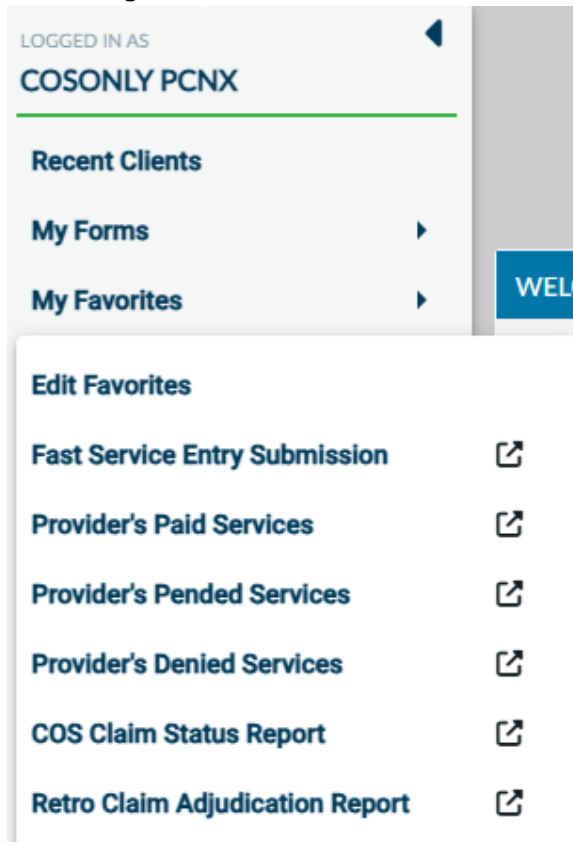 LOGGED IN AS
COSONLY PCNX
Recent Clients
My Forms
My Favorites
Edit Favorites
Fast Service Entry Submission
Provider's Paid Services
Provider's Pended Services
Provider's Denied Services
COS Claim Status Report
Retro Claim Adjudication Report